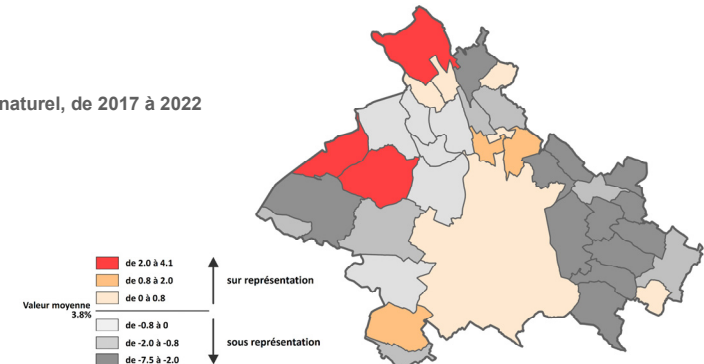 naturel, de 2017 à 2022
de 2.0 à 4.1
de 0.8 à 2.0
sur représentation
de 0 à 0.8
Valeur moyenne
3.8%
de -0.8 à 0
de -2.0 à -0.8
sous représentation
de -7.5 à -2.0